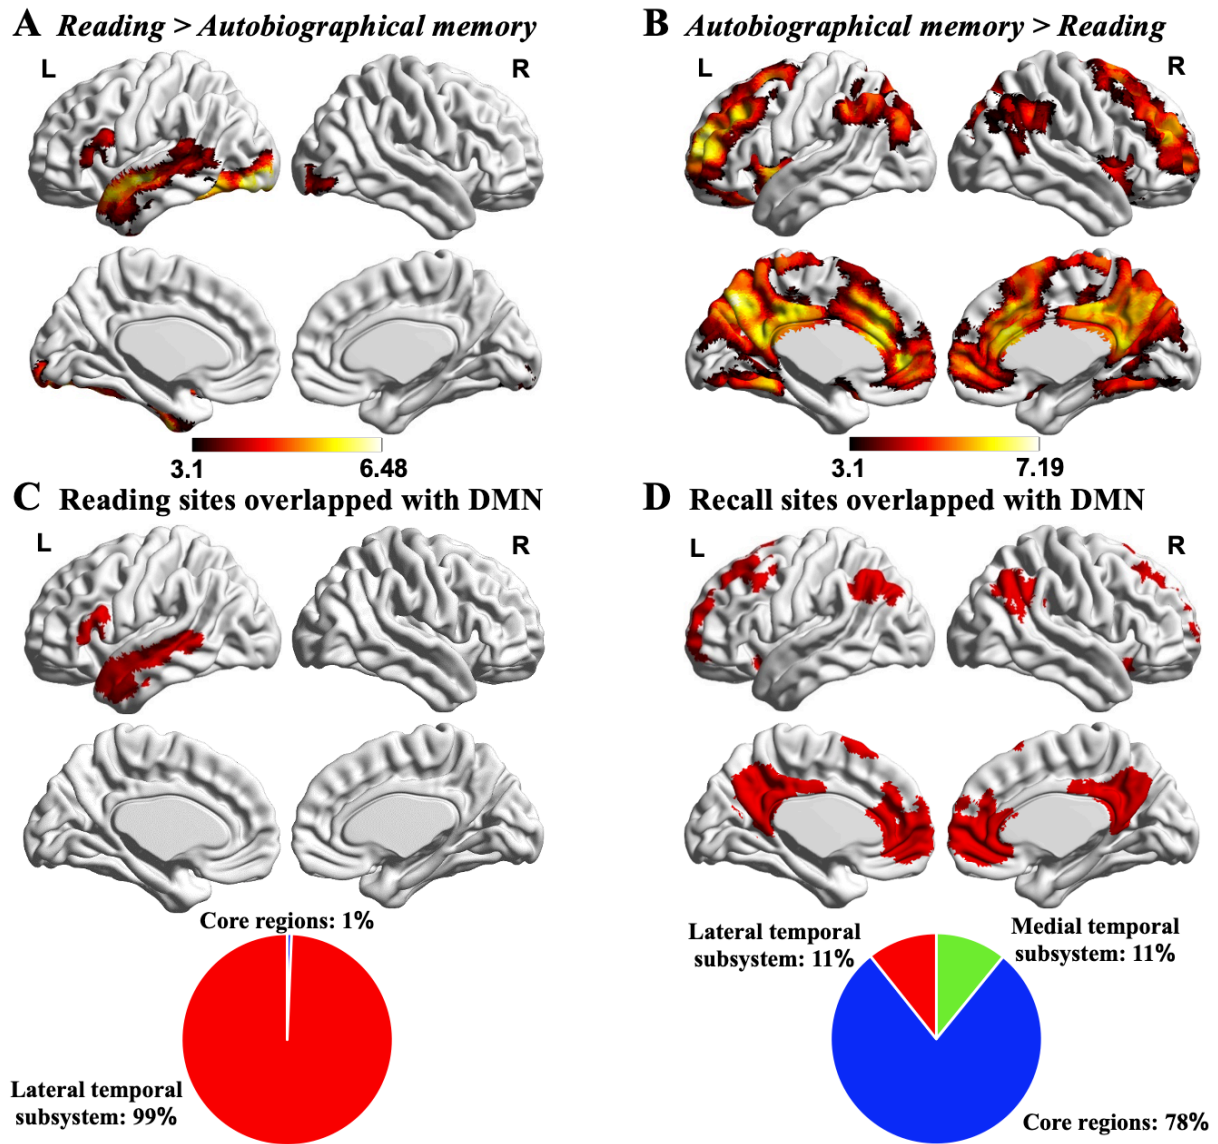 A Reading > Autobiographical memory
L
R
3.1
6.48
B Autobiographical memory > Reading
L
R
3.1
7.19
C Reading sites overlapped with DMN
L
R
Core regions: 1%
Lateral temporal
subsystem: 99%
D Recall sites overlapped with DMN
L
R
Lateral temporal
subsystem: 11%
Medial temporal
subsystem: 11%
Core regions: 78%